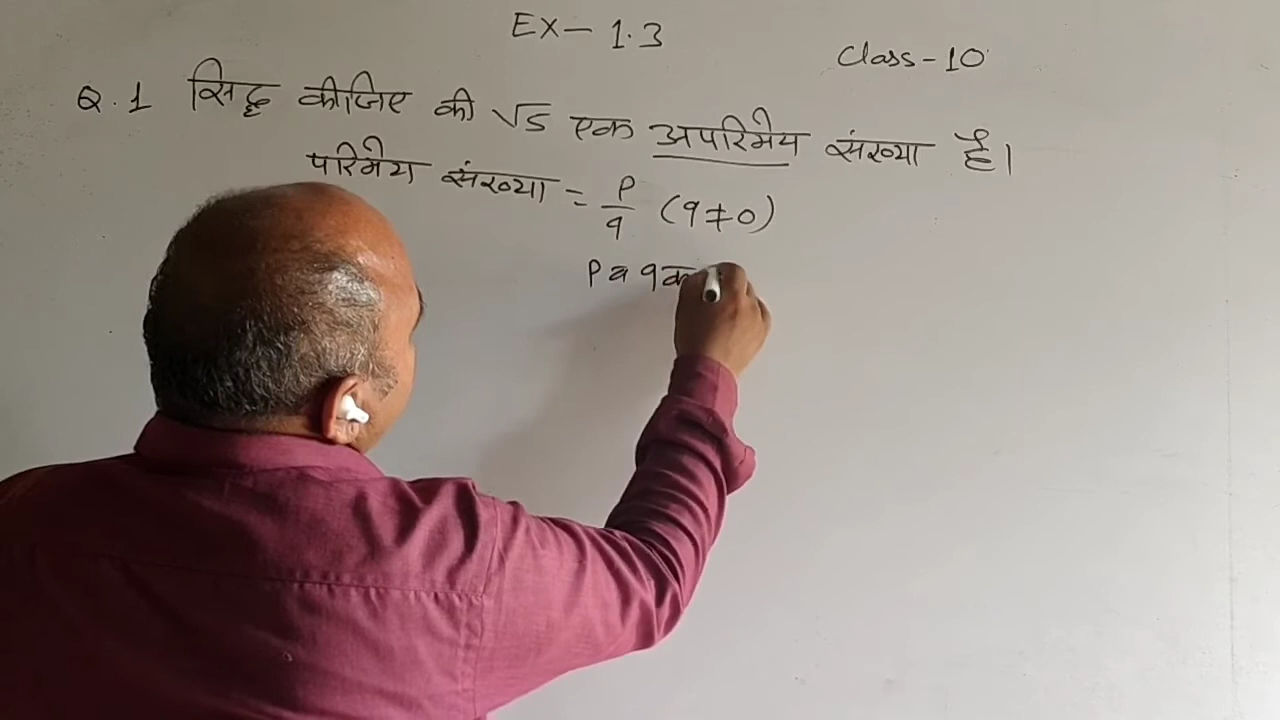 Ex- 1.3
Class-10
Q.1 सिद्ध कीजिए की √5 एक अपरिमेय संख्या है।
परिमेय संख्या = p/q (q≠0)
P व q क